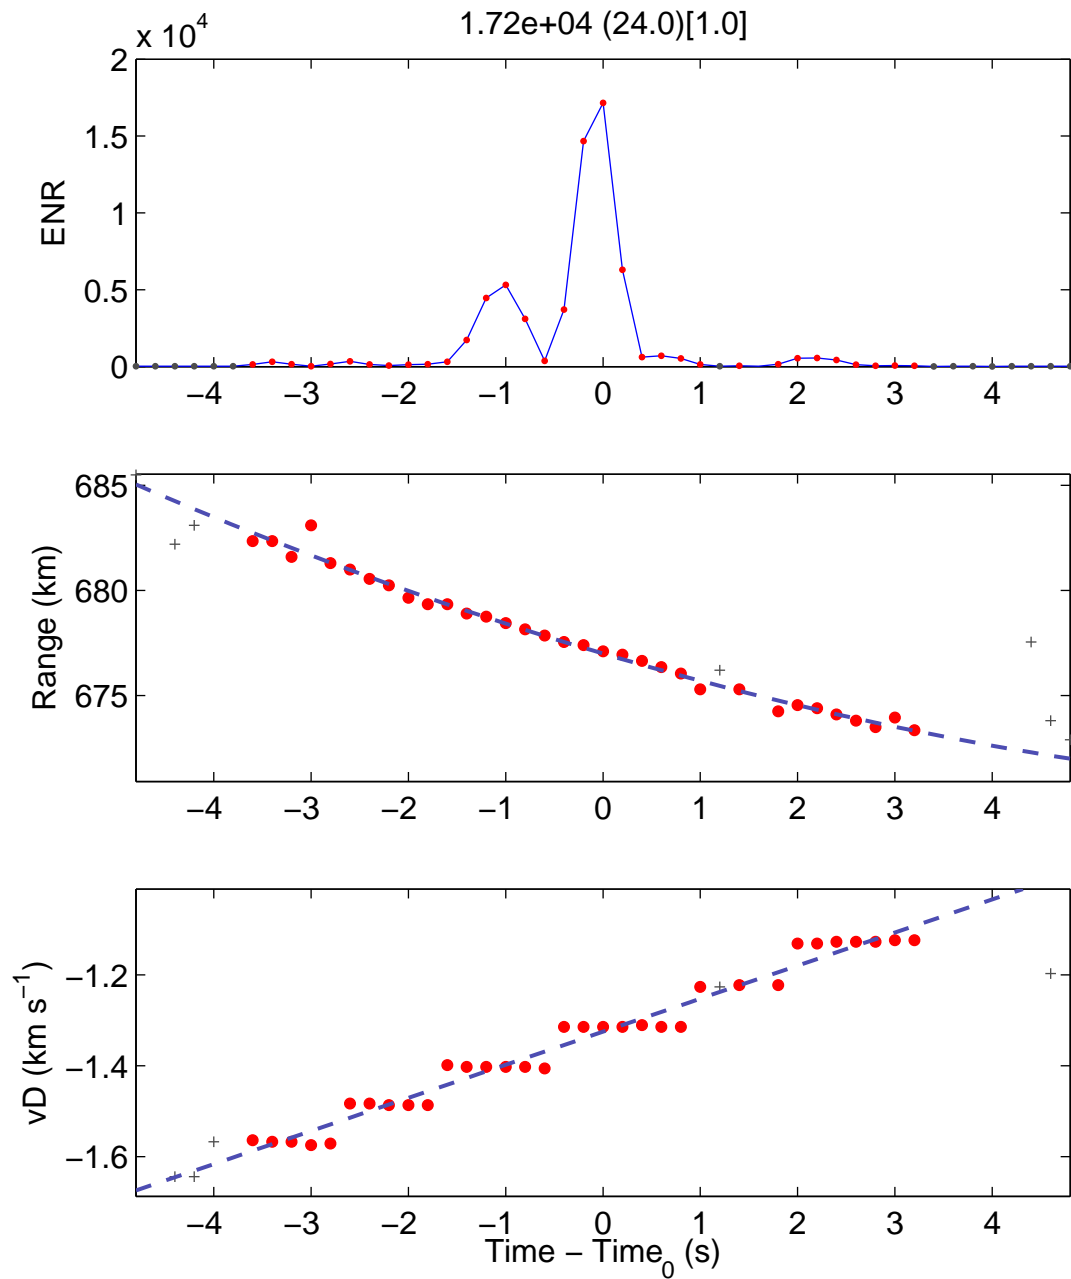 1.72e+04 (24.0)[1.0]
x 10^4
2
1.5
1
0.5
0
ENR
−4 −3 −2 −1 0 1 2 3 4
685
680
675
Range (km)
−4 −3 −2 −1 0 1 2 3 4
−1.2
−1.4
−1.6
vD (km s^−1)
−4 −3 −2 −1 0 1 2 3 4
Time − Time_0 (s)